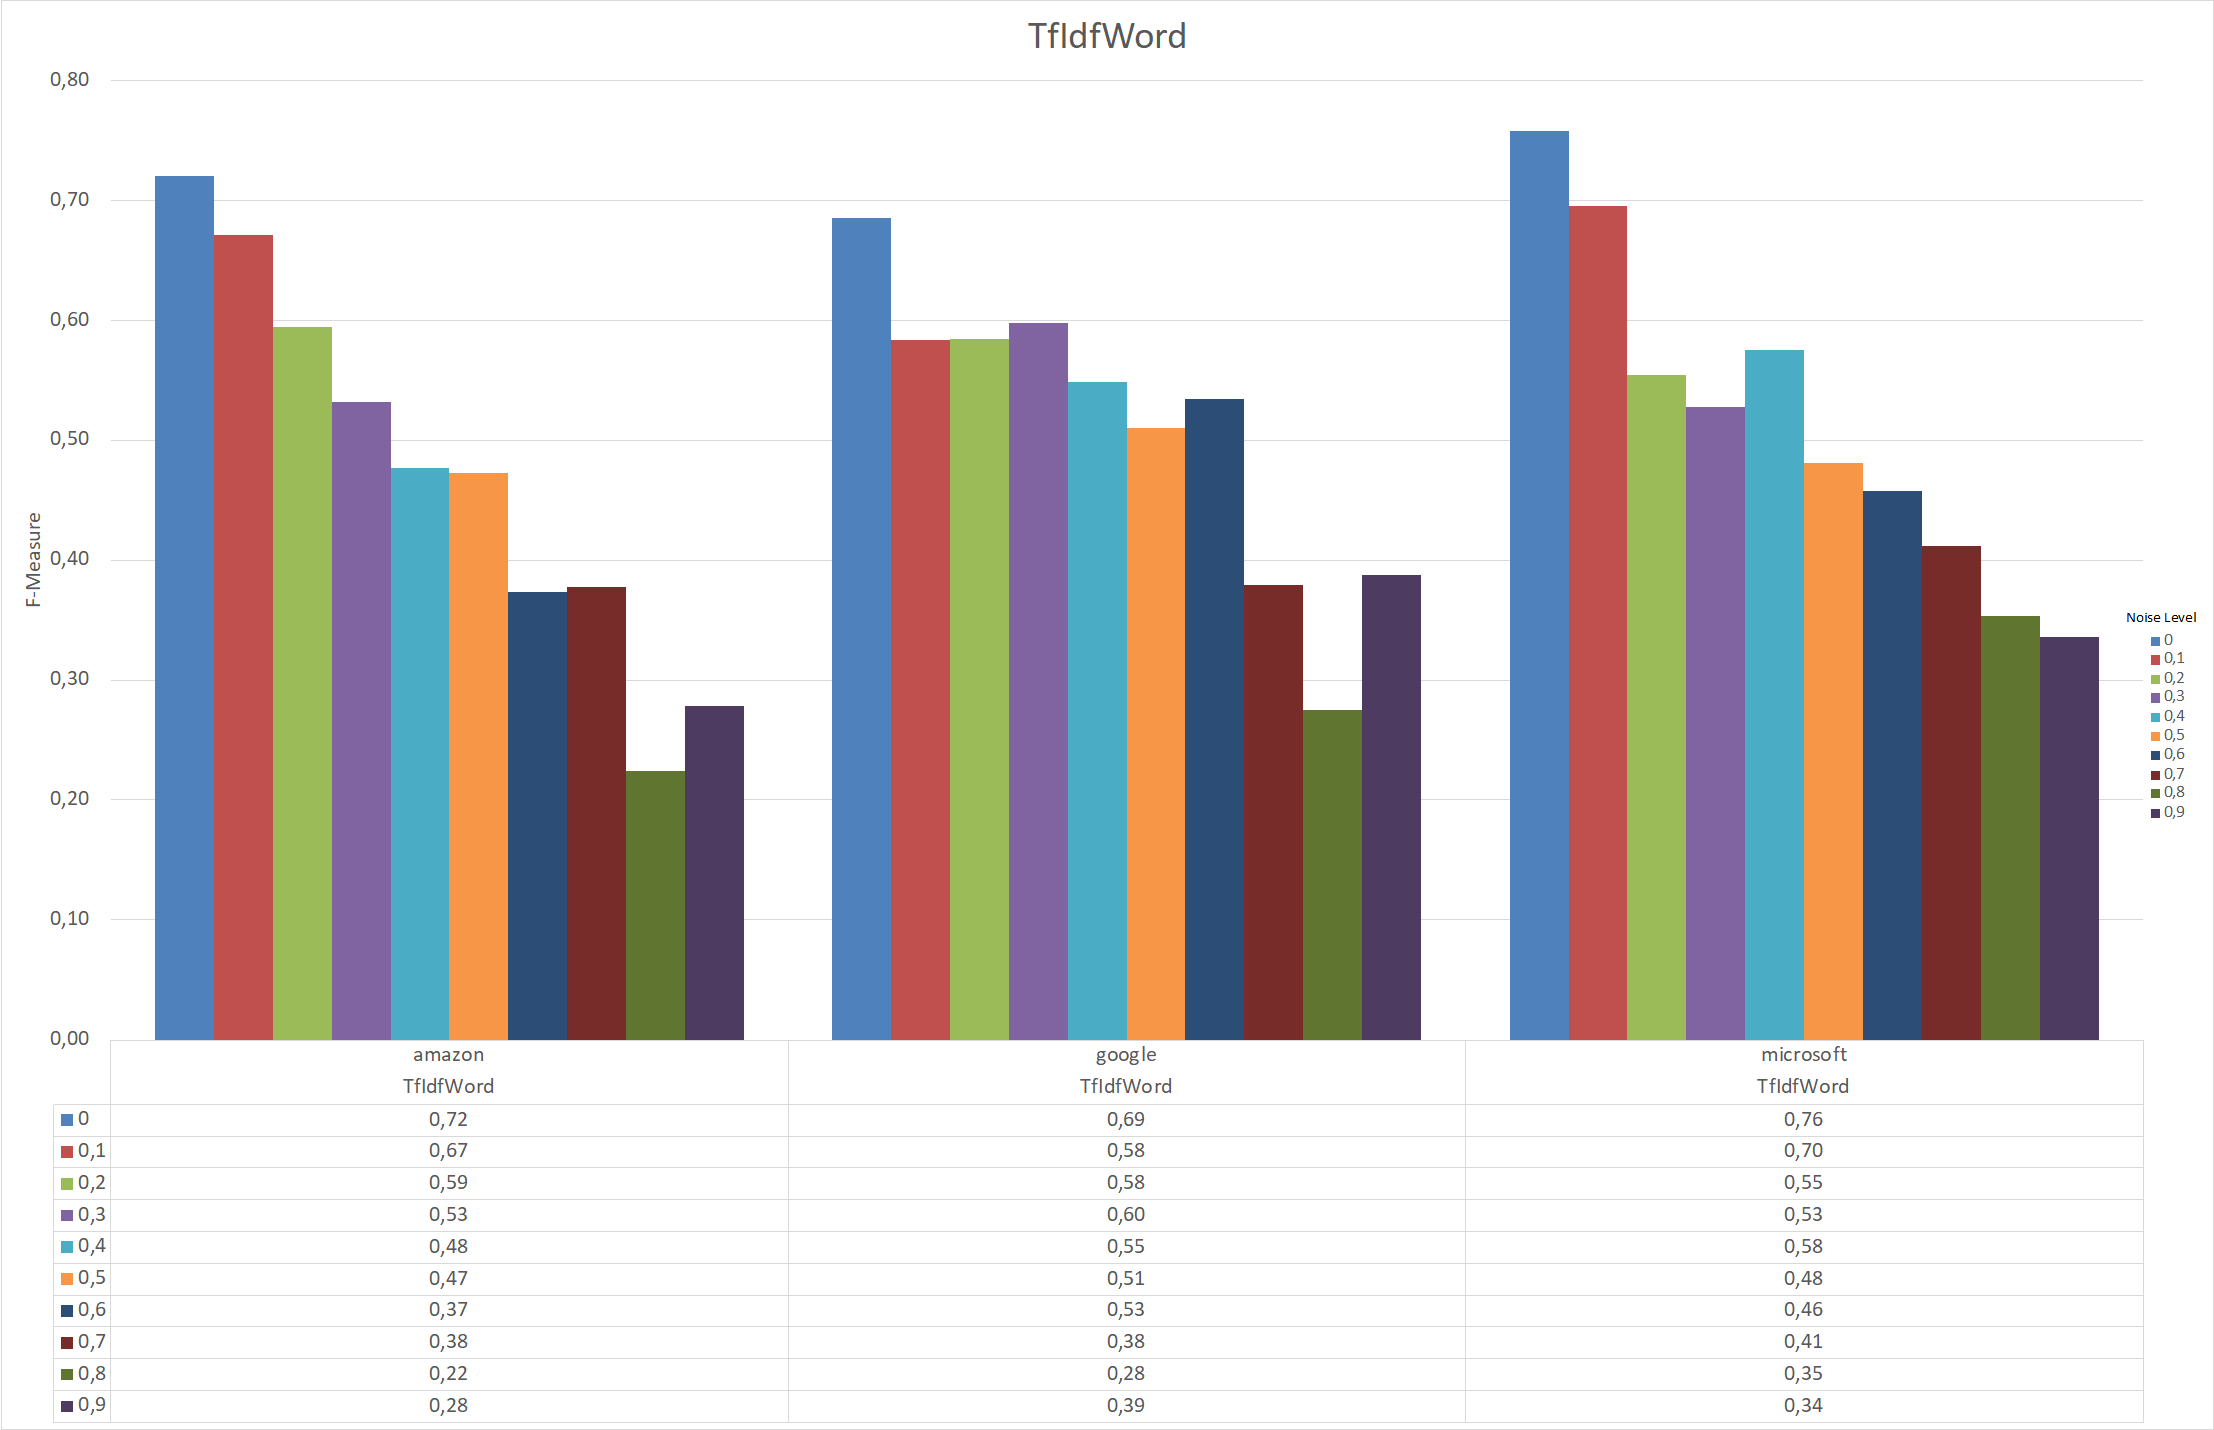 TfIdfWord
0,80
0,70
0,60
0,50
0,40
0,30
0,20
0,10
0,00
F-Measure
Noise Level
0
0,1
0,2
0,3
0,4
0,5
0,6
0,7
0,8
0,9
amazon google microsoft
TfIdfWord TfIdfWord TfIdfWord
0 0,72 0,69 0,76
0,1 0,67 0,58 0,70
0,2 0,59 0,58 0,55
0,3 0,53 0,60 0,53
0,4 0,48 0,55 0,58
0,5 0,47 0,51 0,48
0,6 0,37 0,53 0,46
0,7 0,38 0,38 0,41
0,8 0,22 0,28 0,35
0,9 0,28 0,39 0,34